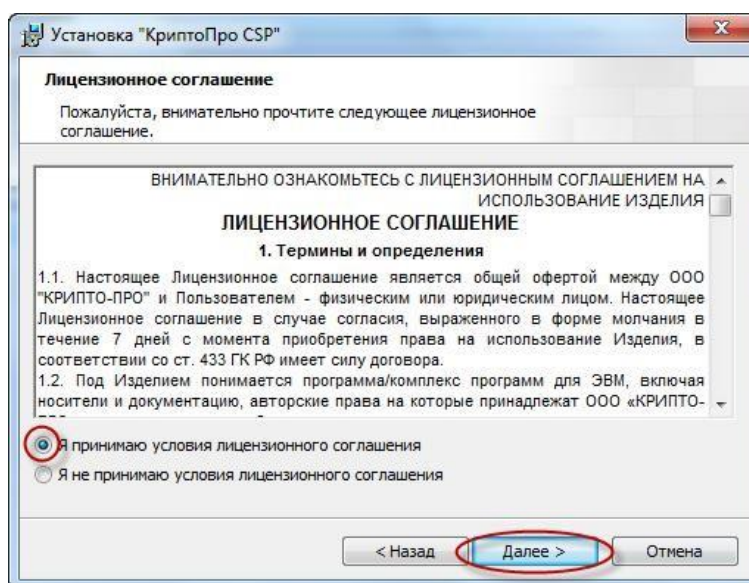 Установка "КриптоПро CSP"
Лицензионное соглашение
Пожалуйста, внимательно прочтите следующее лицензионное
соглашение.
ВНИМАТЕЛЬНО ОЗНАКОМЬТЕСЬ С ЛИЦЕНЗИОННЫМ СОГЛАШЕНИЕМ НА
ИСПОЛЬЗОВАНИЕ ИЗДЕЛИЯ
ЛИЦЕНЗИОННОЕ СОГЛАШЕНИЕ
1. Термины и определения
1.1. Настоящее Лицензионное соглашение является общей офертой между ООО
"КРИПТО-ПРО" и Пользователем - физическим или юридическим лицом. Настоящее
Лицензионное соглашение в случае согласия, выраженного в форме молчания в
течение 7 дней с момента приобретения права на использование Изделия, в
соответствии со ст. 433 ГК РФ имеет силу договора.
1.2. Под Изделием понимается программа/комплекс программ для ЭВМ, включая
носители и документацию, авторские права на которые принадлежат ООО «КРИПТО-
Я принимаю условия лицензионного соглашения
Я не принимаю условия лицензионного соглашения
< Назад
Далее >
Отмена